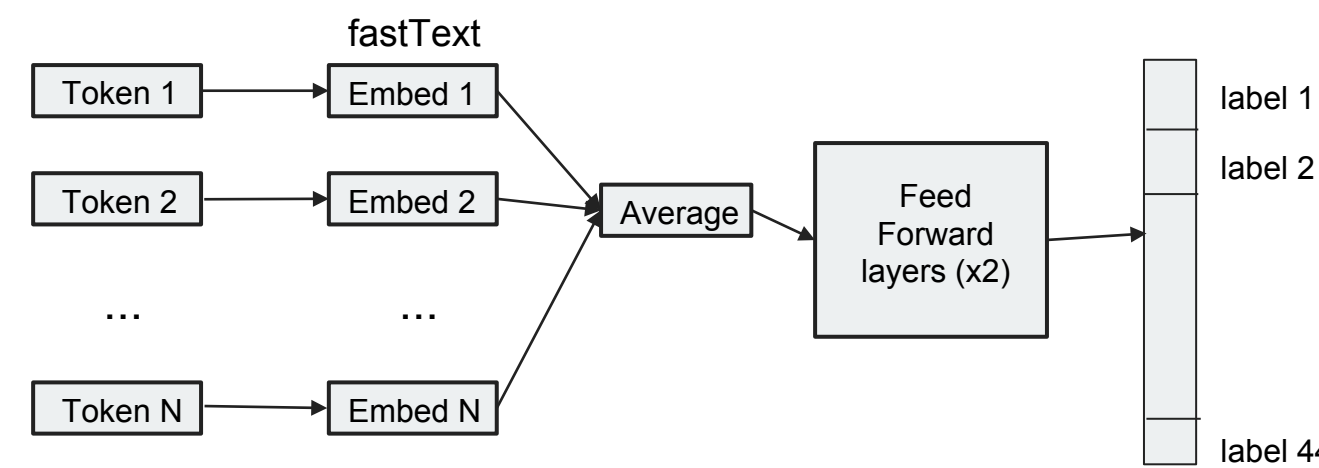 fastText
Token 1
Embed 1
label 1
Token 2
Embed 2
label 2
Average
Feed
Forward
layers (x2)
...
...
Token N
Embed N
label